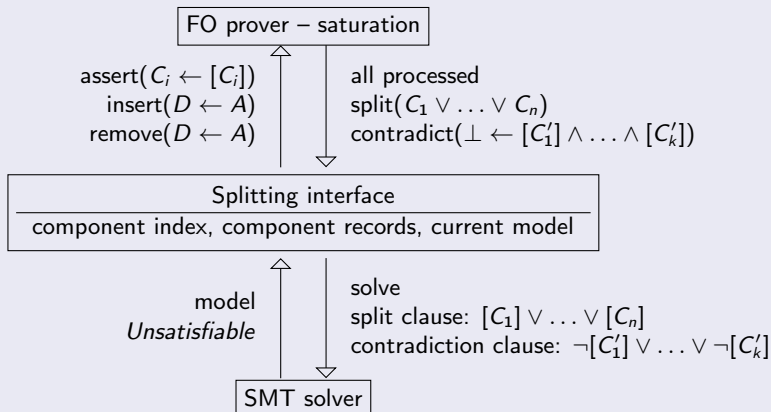 FO prover – saturation
assert(C_i ← [C_i])
insert(D ← A)
remove(D ← A)
all processed
split(C_1 ∨ … ∨ C_n)
contradict(⊥ ← [C′_1] ∧ … ∧ [C′_k])
Splitting interface
component index, component records, current model
model
Unsatisfiable
solve
split clause: [C_1] ∨ … ∨ [C_n]
contradiction clause: ¬[C′_1] ∨ … ∨ ¬[C′_k]
SMT solver